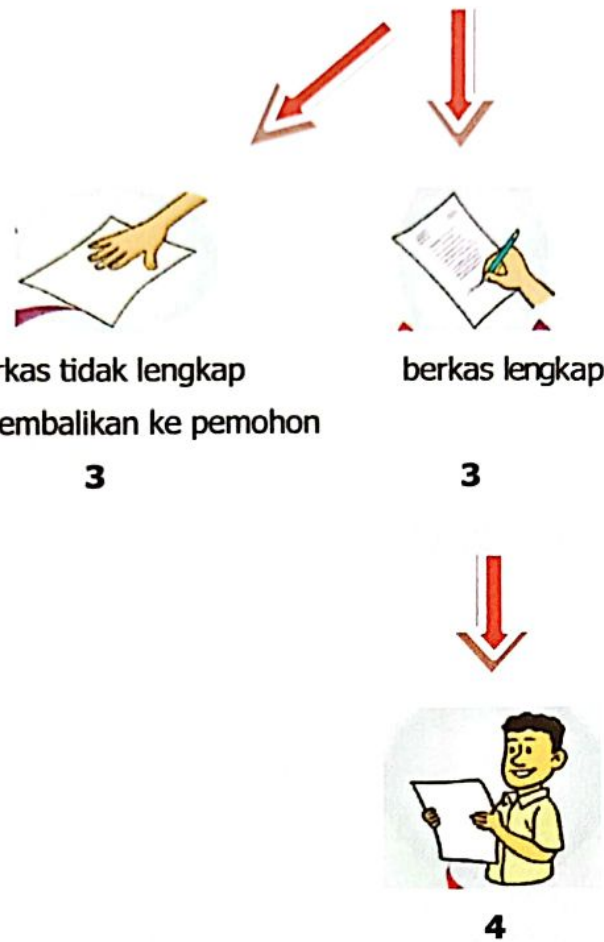 rkas tidak lengkap
embalikan ke pemohon
3
berkas lengkap
3
4